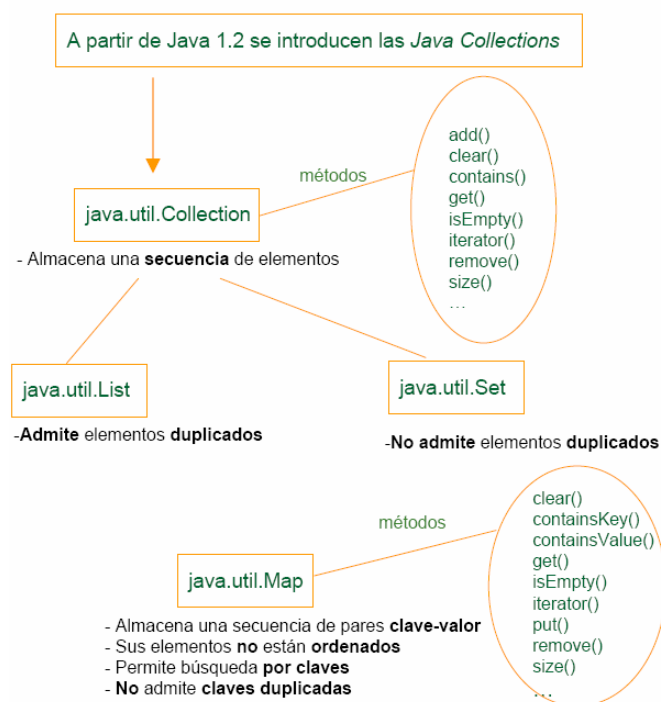 A partir de Java 1.2 se introducen las Java Collections
métodos
add()
clear()
contains()
get()
isEmpty()
iterator()
remove()
size()
...
java.util.Collection
- Almacena una secuencia de elementos
java.util.List
-Admite elementos duplicados
java.util.Set
-No admite elementos duplicados
métodos
clear()
containsKey()
containsValue()
get()
isEmpty()
iterator()
put()
remove()
size()
...
java.util.Map
- Almacena una secuencia de pares clave-valor
- Sus elementos no están ordenados
- Permite búsqueda por claves
- No admite claves duplicadas